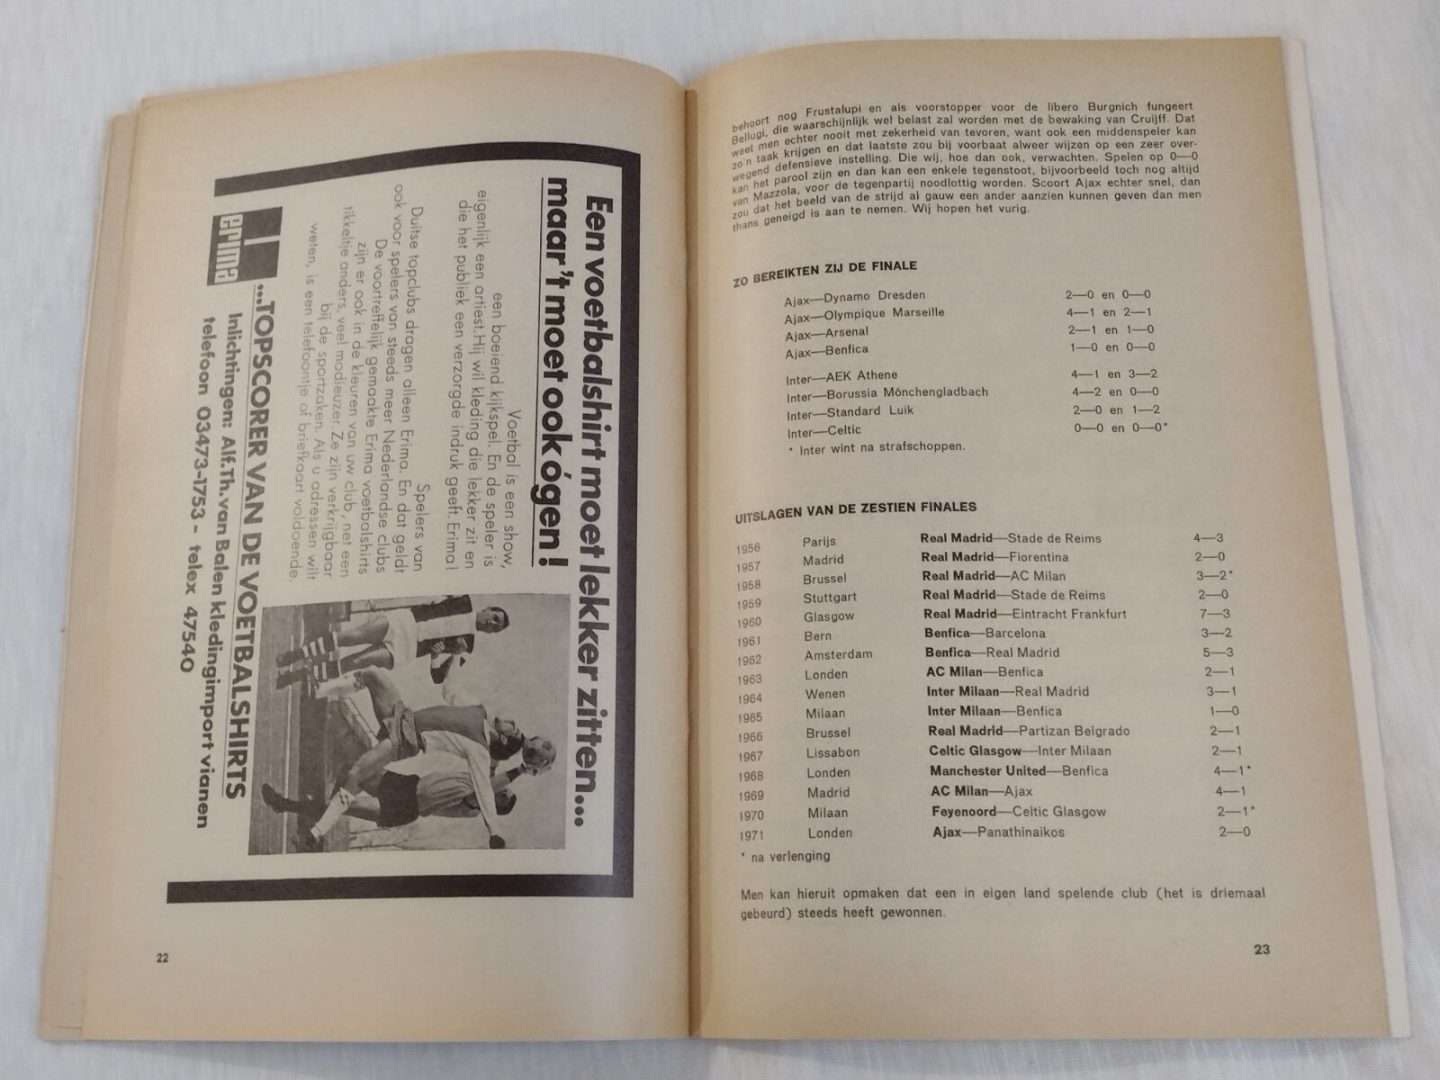 Een voetbalshirt moet lekker zitten...
maar 't moet ook ógen!
Voetbal is een show,
een boeiend kijkspel. En de speler is
eigenlijk een artiest. Hij wil kleding die lekker zit en
die het publiek een verzorgde indruk geeft. Erima!
Spelers van
Duitse topclubs dragen alleen Erima. En dat geldt
ook voor spelers van steeds meer Nederlandse clubs
De voortreffelijk gemaakte Erima voetbalshirts
zijn er ook in de kleuren van uw club, net een
tikkeltje anders, veel modieuzer. Ze zijn verkrijgbaar
bij de sportzaken. Als u adressen wilt
weten, is een telefoontje of briefkaart voldoende.
erima
...TOPSCORER VAN DE VOETBALSHIRTS
Inlichtingen: Alf.Th.van Balen kledingimport vianen
telefoon 03473-1753 - telex 47540
22
behoort nog Frustalupi en als voorstopper voor de libero Burgnich fungeert
Bellugi, die waarschijnlijk wel belast zal worden met de bewaking van Cruijff. Dat
weet men echter nooit met zekerheid van tevoren, want ook een middenspeler kan
zo'n taak krijgen en dat laatste zou bij voorbaat alweer wijzen op een zeer over-
wegend defensieve instelling. Die wij, hoe dan ook, verwachten. Spelen op 0—0
kan het parool zijn en dan kan een enkele tegenstoot, bijvoorbeeld toch nog altijd
van Mazzola, voor de tegenpartij noodlottig worden. Scoort Ajax echter snel, dan
zou dat het beeld van de strijd al gauw een ander aanzien kunnen geven dan men
thans geneigd is aan te nemen. Wij hopen het vurig.
ZO BEREIKTEN ZIJ DE FINALE
Ajax—Dynamo Dresden 2—0 en 0—0
Ajax—Olympique Marseille 4—1 en 2—1
Ajax—Arsenal 2—1 en 1—0
Ajax—Benfica 1—0 en 0—0
Inter—AEK Athene 4—1 en 3—2
Inter—Borussia Mönchengladbach 4—2 en 0—0
Inter—Standard Luik 2—0 en 1—2
Inter—Celtic 0—0 en 0—0*
* Inter wint na strafschoppen.
UITSLAGEN VAN DE ZESTIEN FINALES
1956 Parijs Real Madrid—Stade de Reims 4—3
1957 Madrid Real Madrid—Fiorentina 2—0
1958 Brussel Real Madrid—AC Milan 3—2*
1959 Stuttgart Real Madrid—Stade de Reims 2—0
1960 Glasgow Real Madrid—Eintracht Frankfurt 7—3
1961 Bern Benfica—Barcelona 3—2
1962 Amsterdam Benfica—Real Madrid 5—3
1963 Londen AC Milan—Benfica 2—1
1964 Wenen Inter Milaan—Real Madrid 3—1
1965 Milaan Inter Milaan—Benfica 1—0
1966 Brussel Real Madrid—Partizan Belgrado 2—1
1967 Lissabon Celtic Glasgow—Inter Milaan 2—1
1968 Londen Manchester United—Benfica 4—1*
1969 Madrid AC Milan—Ajax 4—1
1970 Milaan Feyenoord—Celtic Glasgow 2—1*
1971 Londen Ajax—Panathinaikos 2—0
* na verlenging
Men kan hieruit opmaken dat een in eigen land spelende club (het is driemaal
gebeurd) steeds heeft gewonnen.
23